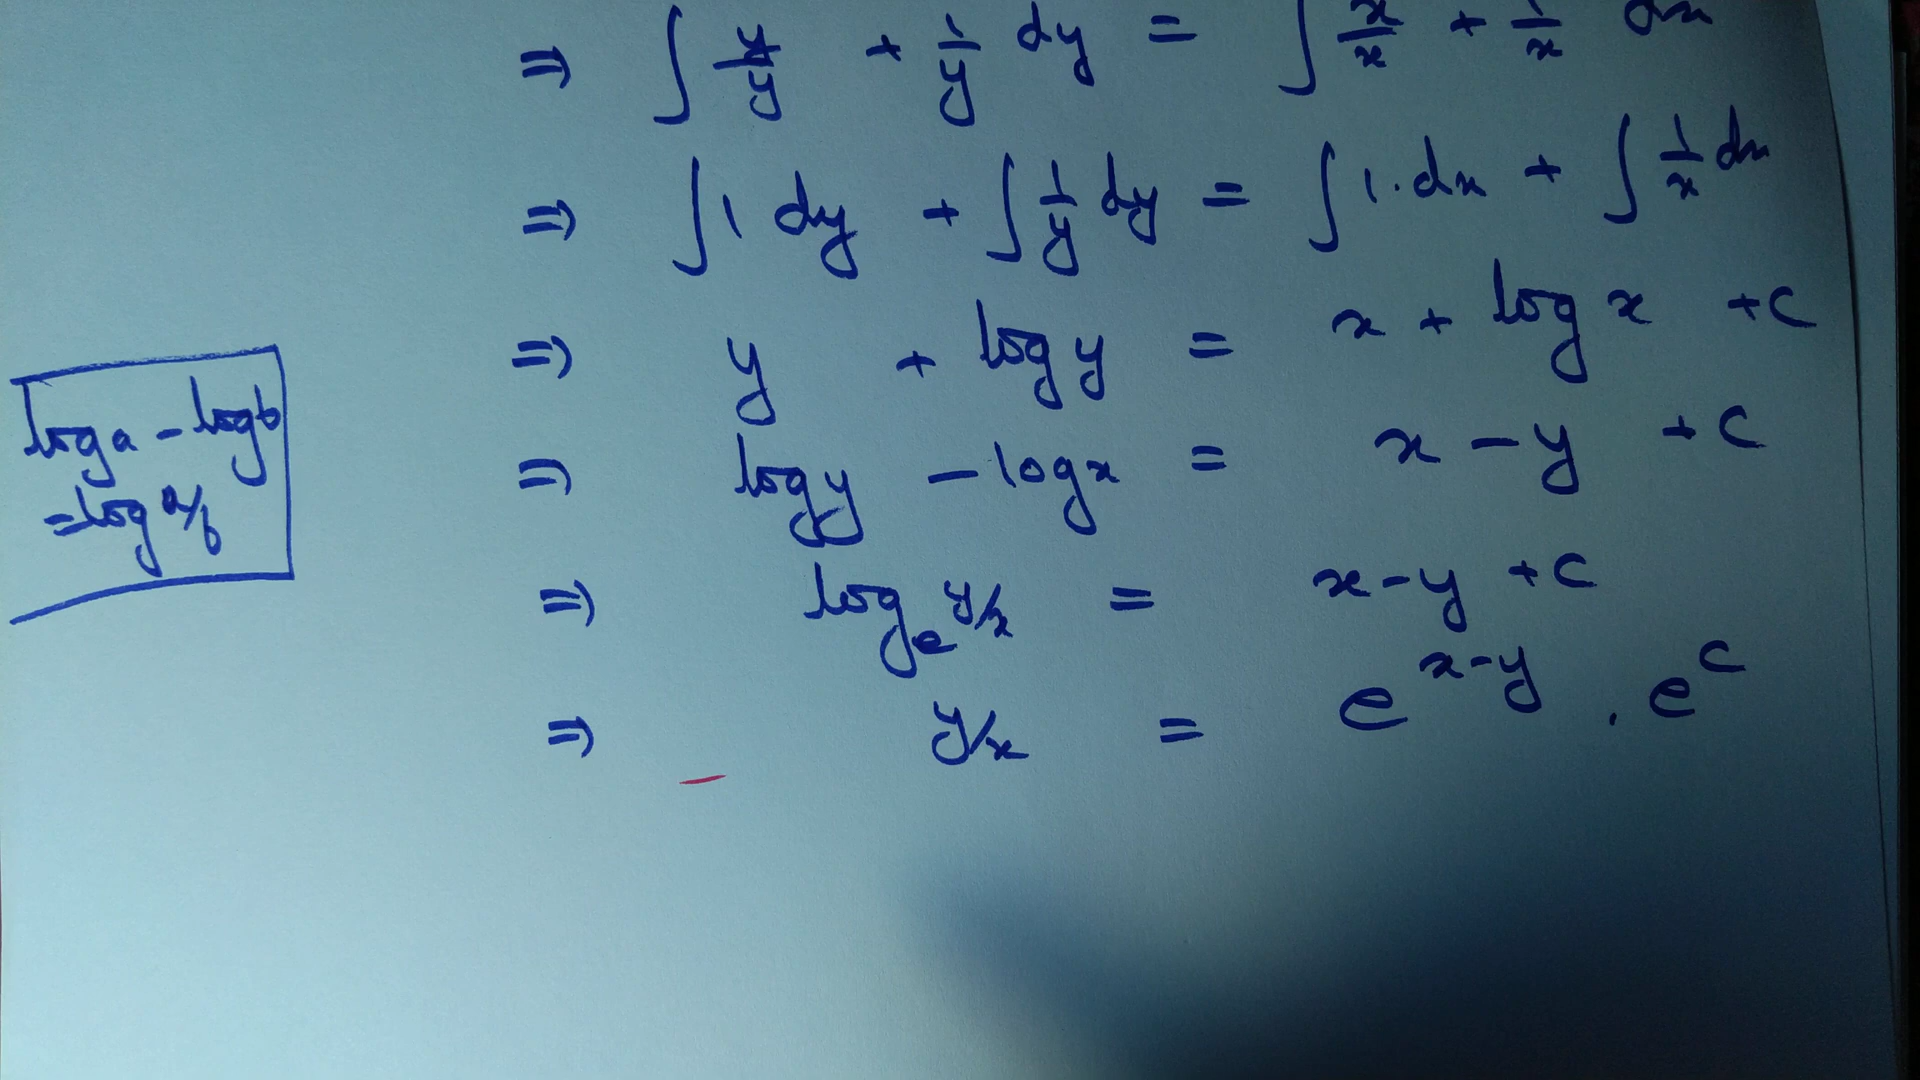 ⇒ ∫ y/y + 1/y dy = ∫ x/x + 1/x dx
⇒ ∫ 1 dy + ∫ 1/y dy = ∫ 1. dx + ∫ 1/x dx
⇒ y + log y = x + log x + c
⇒ log y - log x = x - y + c
log a - log b
= log a/b
⇒ logₑ y/x = x - y + c
⇒ y/x = e^(x-y) . e^c